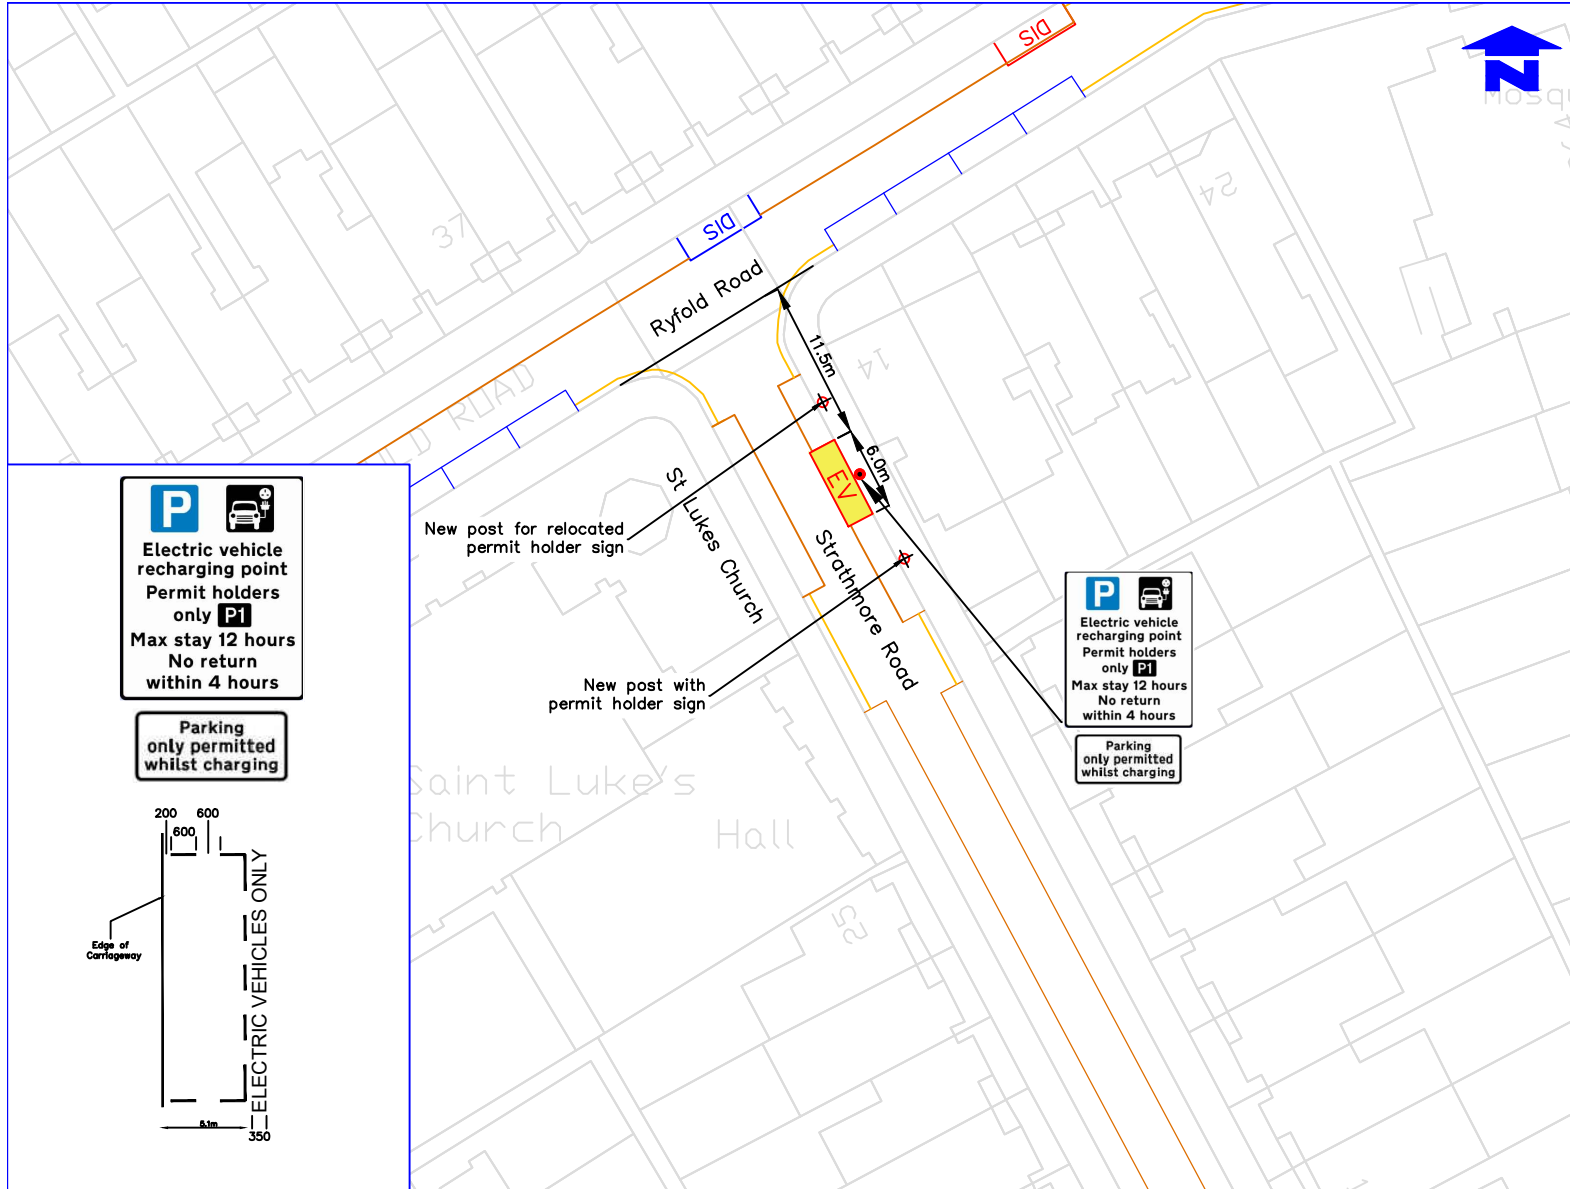 DIS
N
Mosqu
24
37
DIS
Ryfold Road
11.5m
14
D ROAD
6.0m
EV
St Lukes Church
Strathmore Road
New post for relocated
permit holder sign
New post with
permit holder sign
P
Electric vehicle
recharging point
Permit holders
only P1
Max stay 12 hours
No return
within 4 hours
Parking
only permitted
whilst charging
P
Electric vehicle
recharging point
Permit holders
only P1
Max stay 12 hours
No return
within 4 hours
Parking
only permitted
whilst charging
Saint Luke's
Church
Hall
25
200
600
600
Edge of
Carriageway
ELECTRIC VEHICLES ONLY
5.1m
350